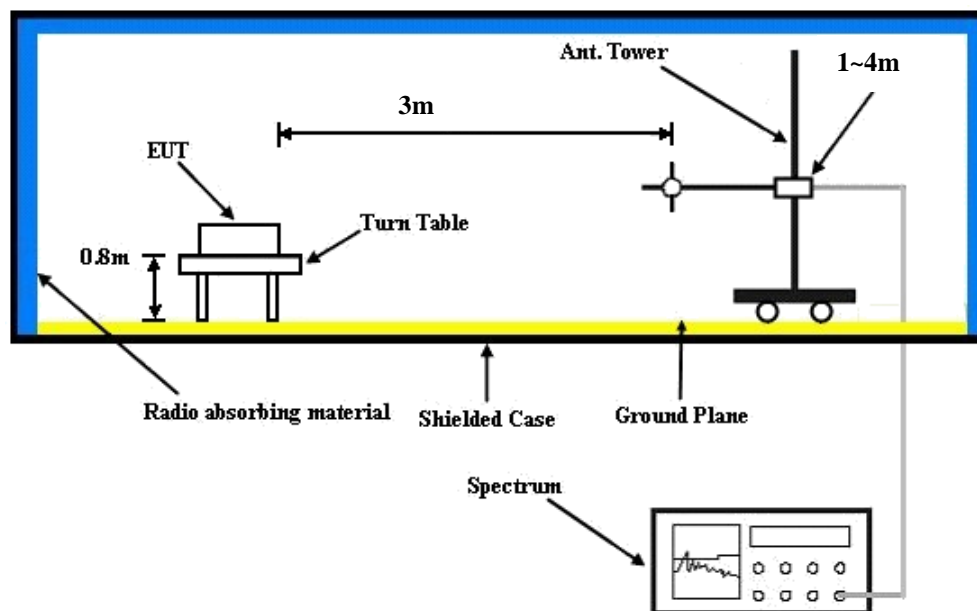 Ant. Tower
1~4m
3m
EUT
Turn Table
0.8m
Radio absorbing material
Shielded Case
Ground Plane
Spectrum